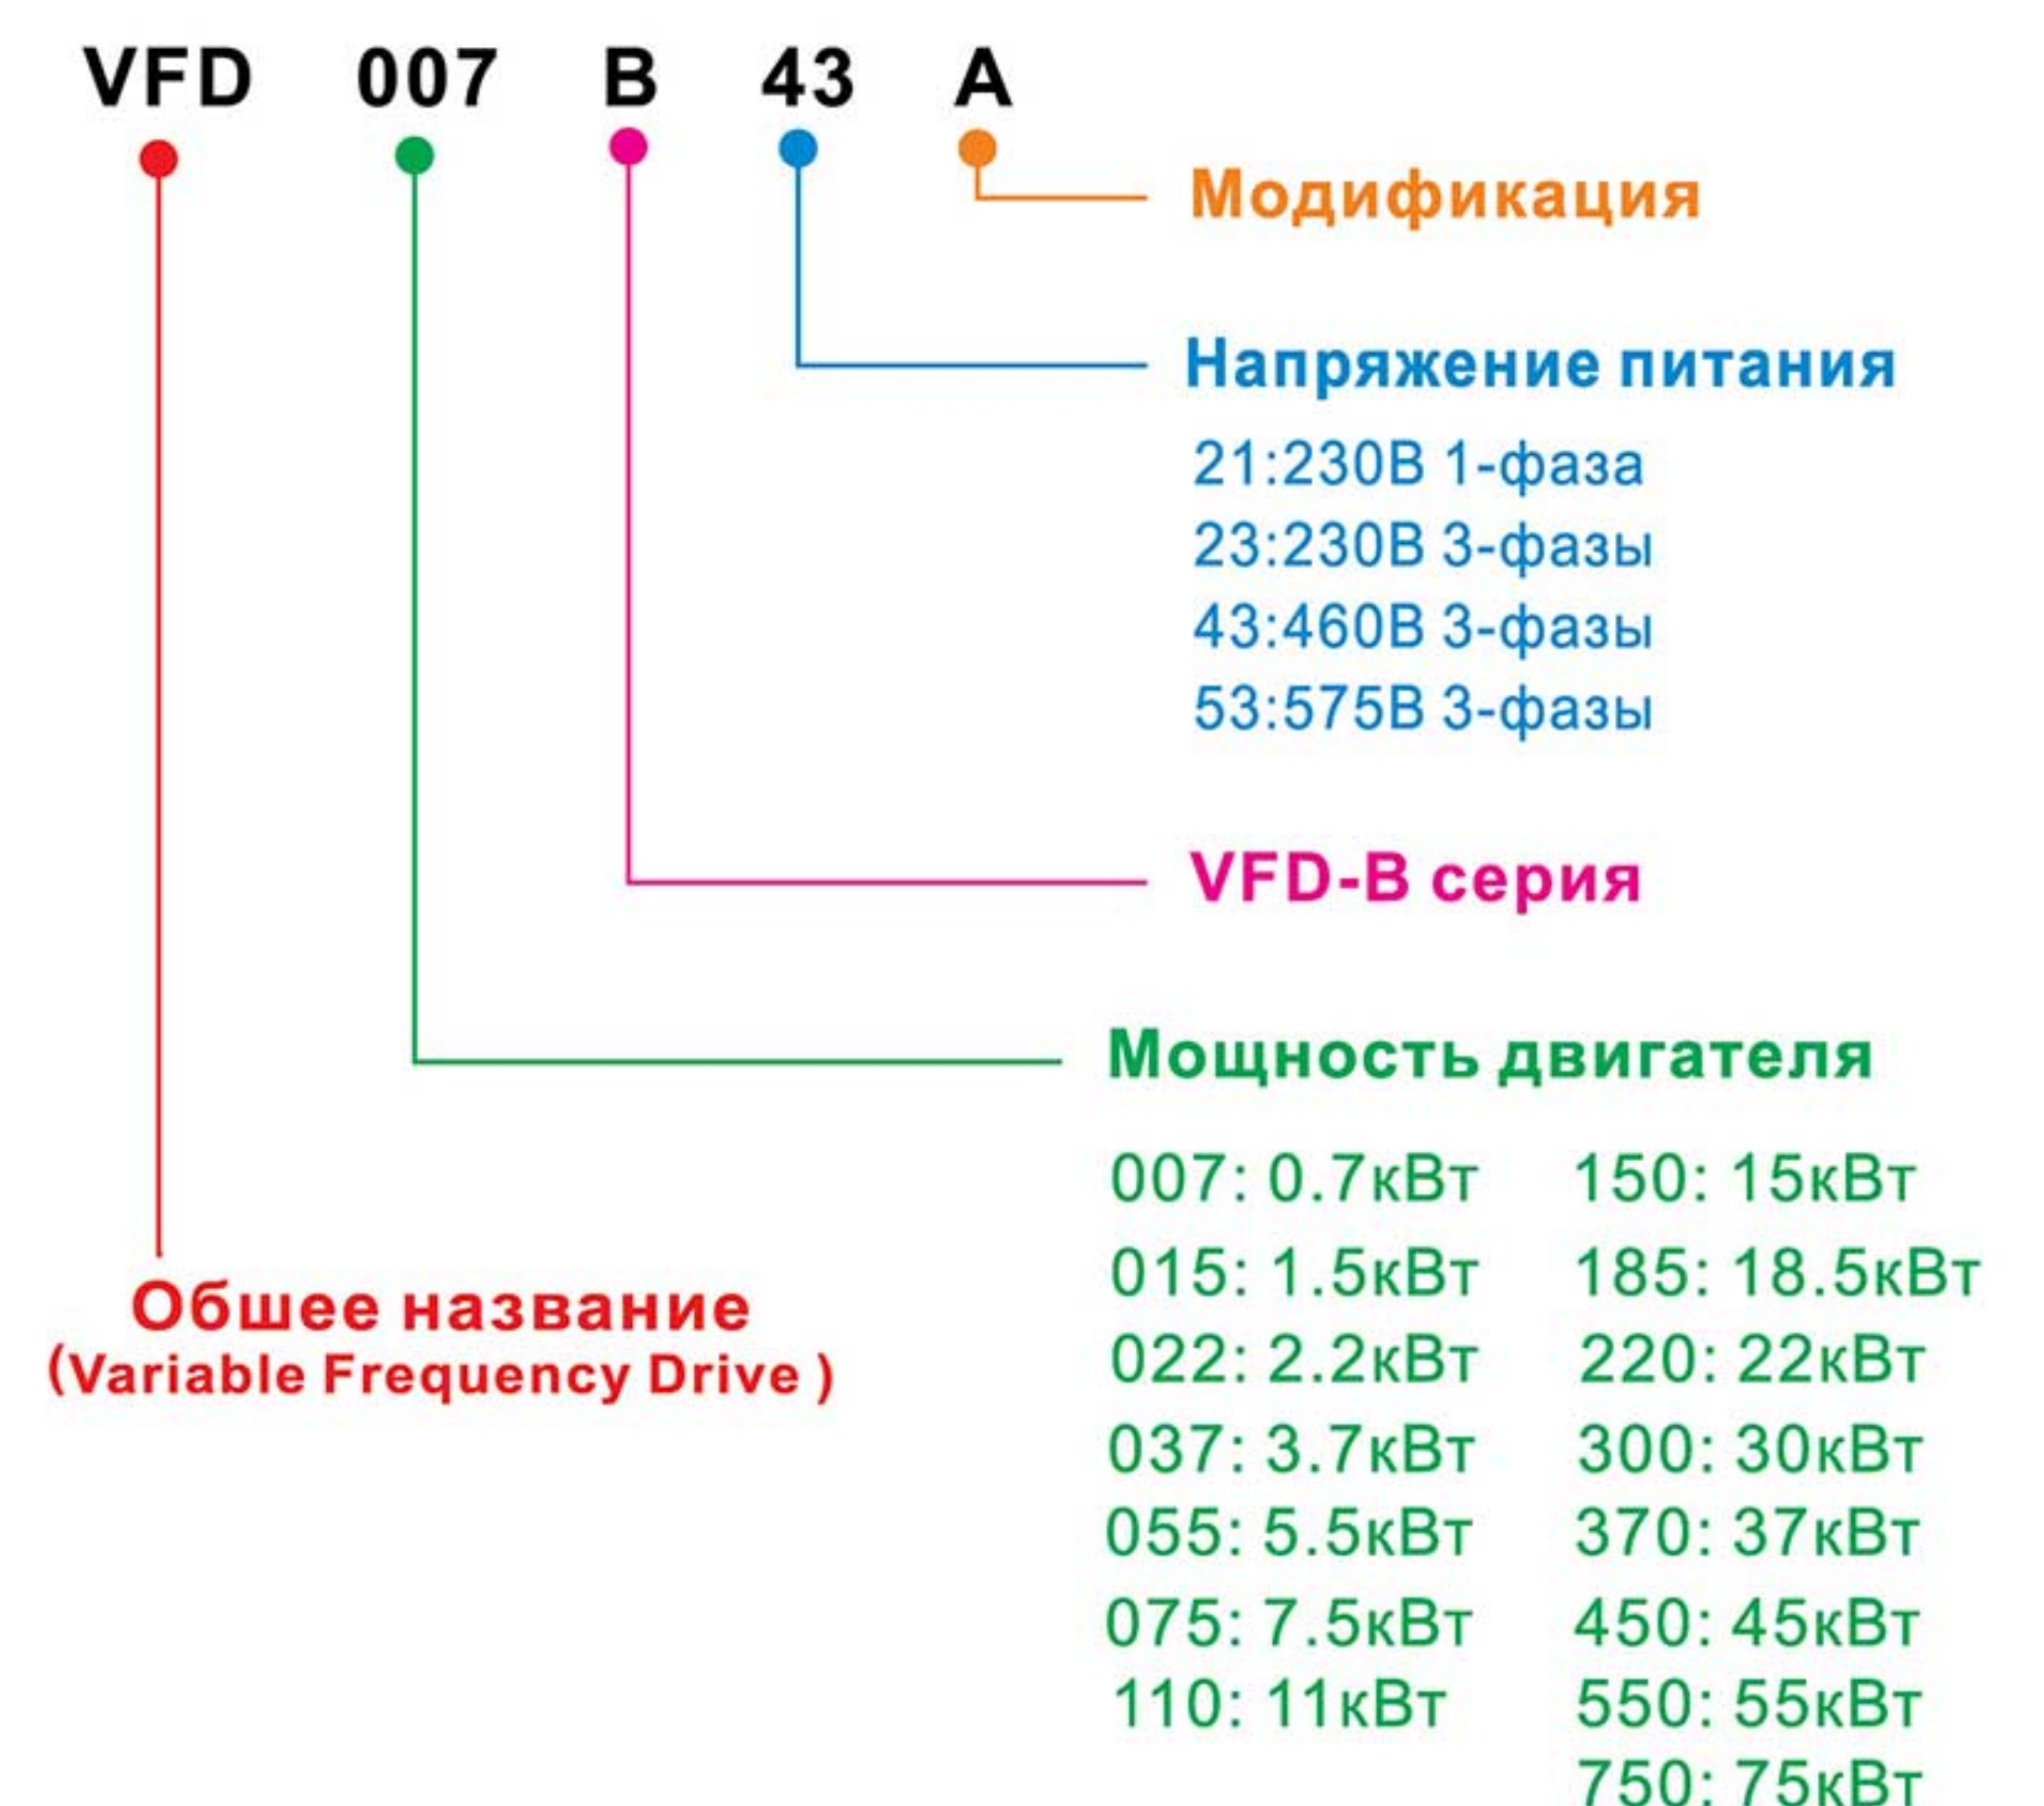 VFD 007 B 43 A
Модификация
Напряжение питания
21:230В 1-фаза
23:230В 3-фазы
43:460В 3-фазы
53:575В 3-фазы
VFD-B серия
Мощность двигателя
007: 0.7кВт 150: 15кВт
015: 1.5кВт 185: 18.5кВт
022: 2.2кВт 220: 22кВт
037: 3.7кВт 300: 30кВт
055: 5.5кВт 370: 37кВт
075: 7.5кВт 450: 45кВт
110: 11кВт 550: 55кВт
750: 75кВт
Обшее название
(Variable Frequency Drive )